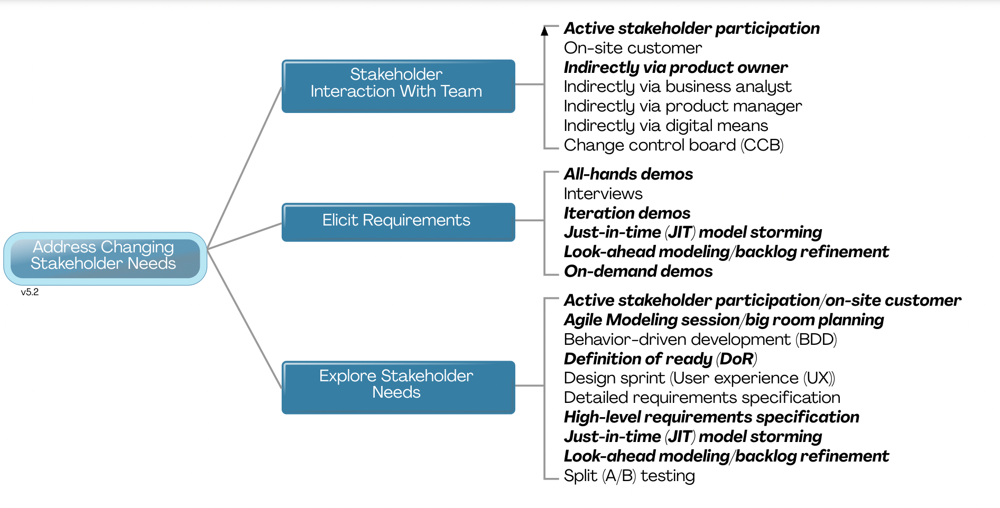 Address Changing
Stakeholder Needs
v5.2
Stakeholder
Interaction With Team
Active stakeholder participation
On-site customer
Indirectly via product owner
Indirectly via business analyst
Indirectly via product manager
Indirectly via digital means
Change control board (CCB)
Elicit Requirements
All-hands demos
Interviews
Iteration demos
Just-in-time (JIT) model storming
Look-ahead modeling/backlog refinement
On-demand demos
Explore Stakeholder
Needs
Active stakeholder participation/on-site customer
Agile Modeling session/big room planning
Behavior-driven development (BDD)
Definition of ready (DoR)
Design sprint (User experience (UX))
Detailed requirements specification
High-level requirements specification
Just-in-time (JIT) model storming
Look-ahead modeling/backlog refinement
Split (A/B) testing